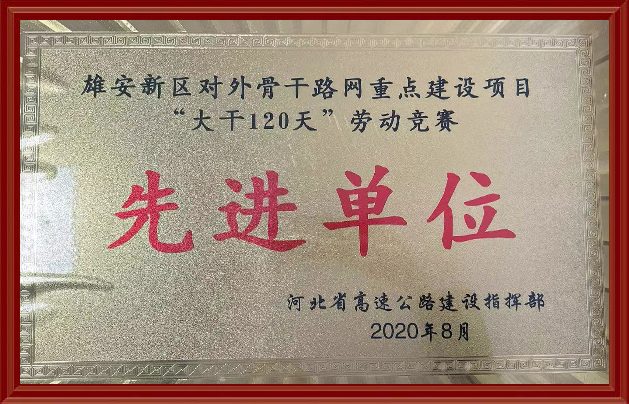 雄安新区对外骨干路网重点建设项目
“大干120天”劳动竞赛
先进单位
河北省高速公路建设指挥部
2020年8月